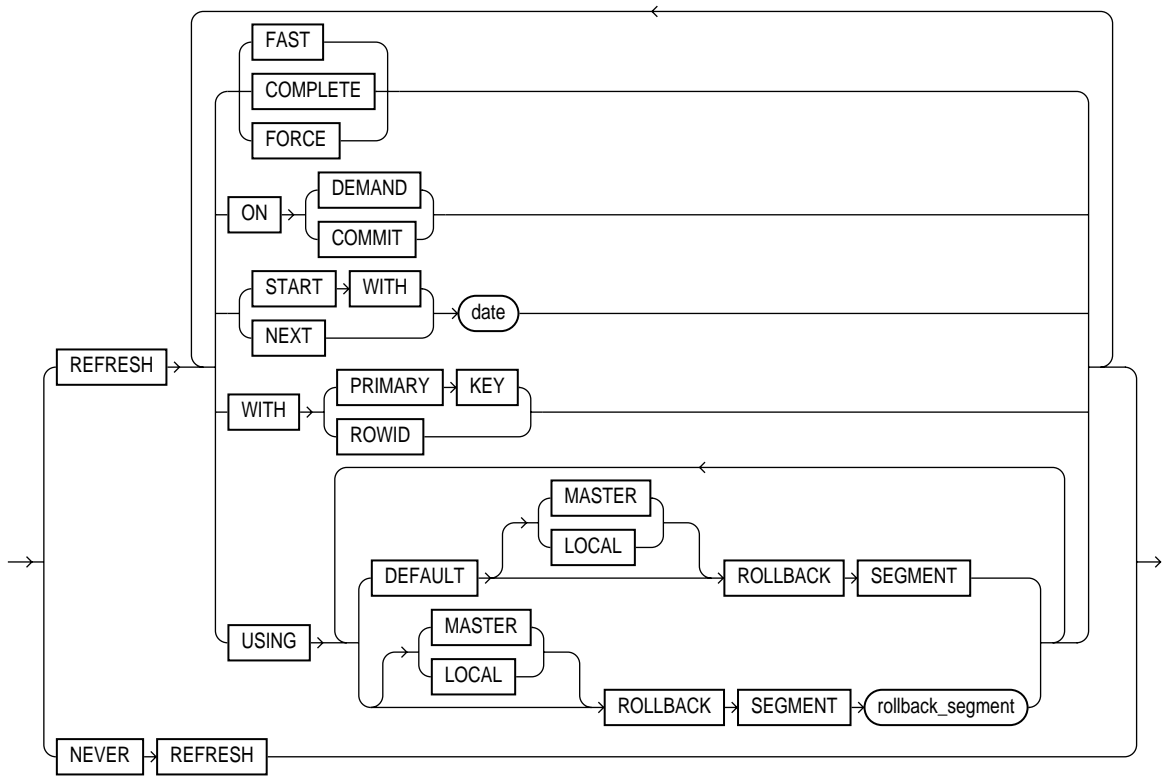 FAST
COMPLETE
FORCE
DEMAND
ON
COMMIT
START WITH
date
NEXT
REFRESH
PRIMARY KEY
WITH
ROWID
MASTER
LOCAL
DEFAULT ROLLBACK SEGMENT
MASTER
USING
LOCAL
ROLLBACK SEGMENT rollback_segment
NEVER REFRESH